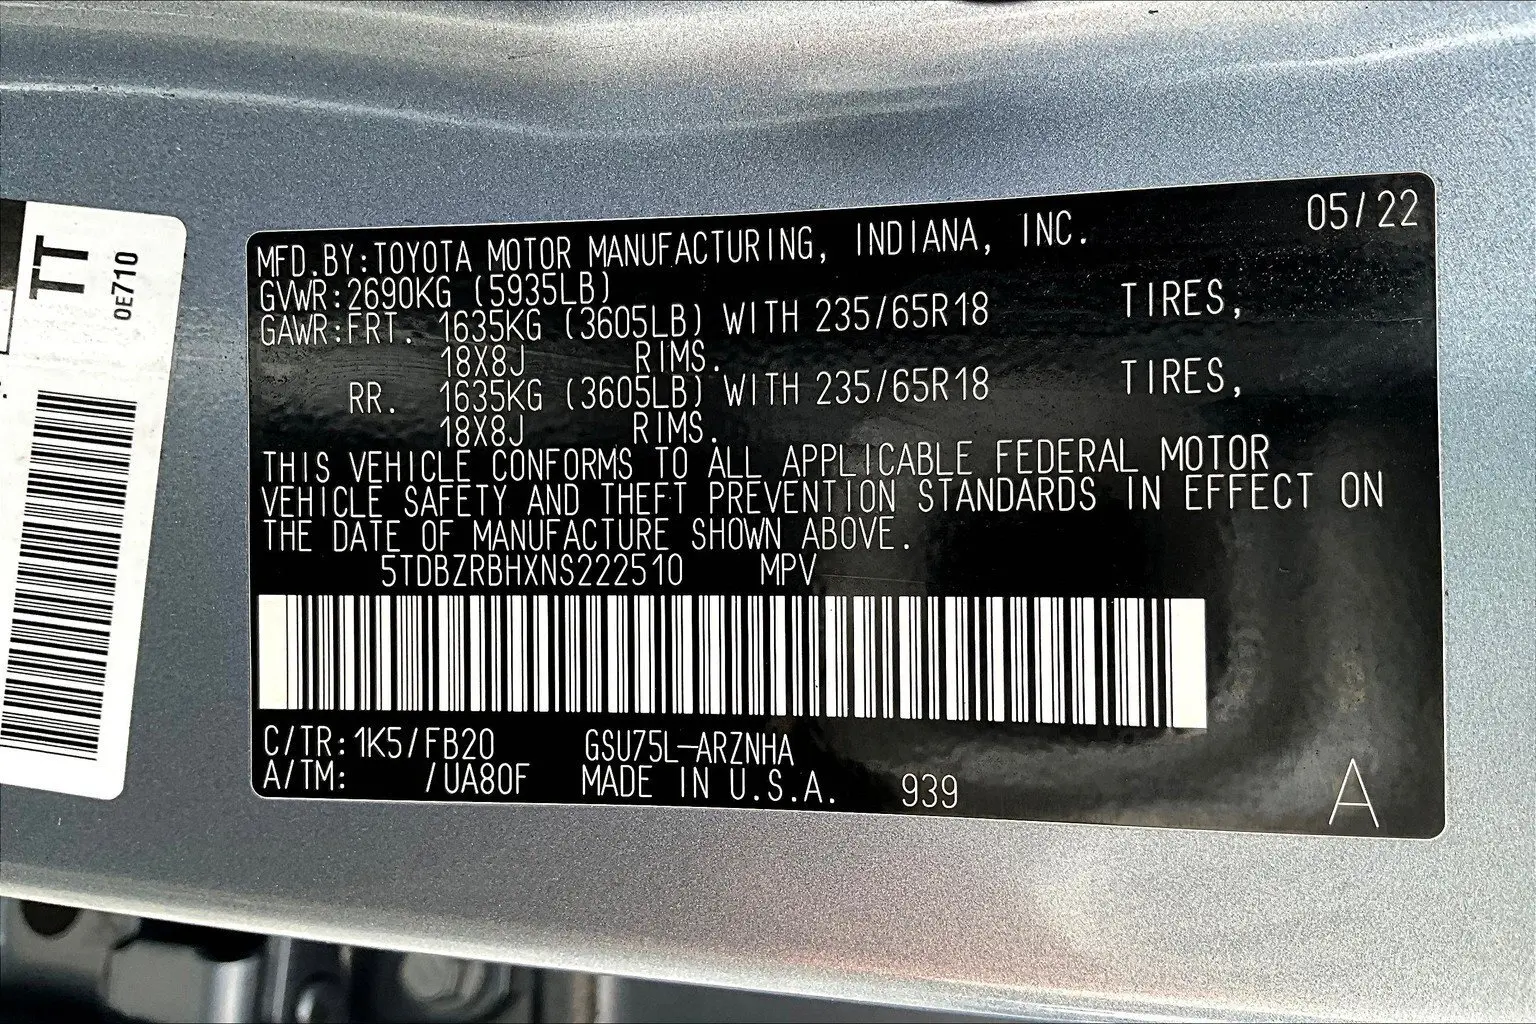 TT
0E710
05/22
MFD.BY:TOYOTA MOTOR MANUFACTURING, INDIANA, INC.
GVWR:2690KG (5935LB)
GAWR:FRT. 1635KG (3605LB) WITH 235/65R18 TIRES,
18X8J RIMS.
RR. 1635KG (3605LB) WITH 235/65R18 TIRES,
18X8J RIMS.
THIS VEHICLE CONFORMS TO ALL APPLICABLE FEDERAL MOTOR
VEHICLE SAFETY AND THEFT PREVENTION STANDARDS IN EFFECT ON
THE DATE OF MANUFACTURE SHOWN ABOVE.
5TDBZRBHXNS222510 MPV
C/TR:1K5/FB20 GSU75L-ARZNHA
A/TM: /UA80F MADE IN U.S.A. 939
A